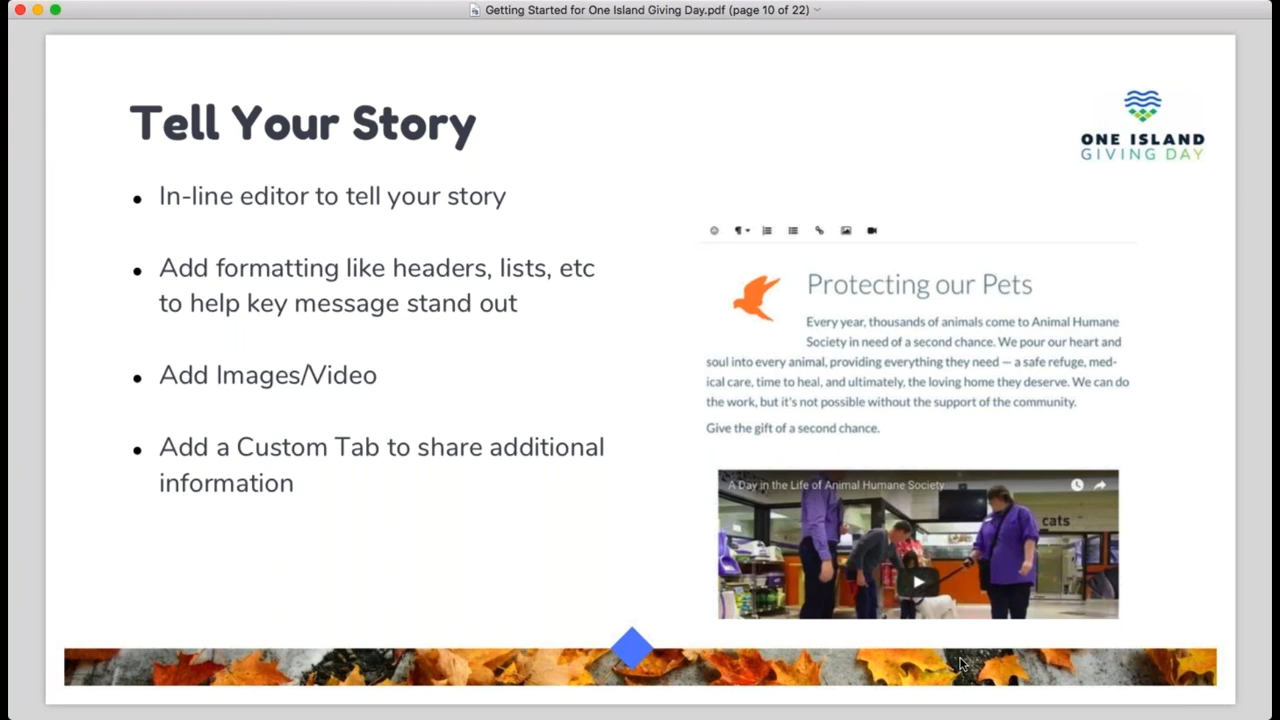 Getting Started for One Island Giving Day.pdf (page 10 of 22)
Tell Your Story
ONE ISLAND
GIVING DAY
• In-line editor to tell your story
• Add formatting like headers, lists, etc
to help key message stand out
• Add Images/Video
• Add a Custom Tab to share additional
information
Protecting our Pets
Every year, thousands of animals come to Animal Humane
Society in need of a second chance. We pour our heart and
soul into every animal, providing everything they need — a safe refuge, med-
ical care, time to heal, and ultimately, the loving home they deserve. We can do
the work, but it's not possible without the support of the community.
Give the gift of a second chance.
A Day in the Life of Animal Humane Society
cats